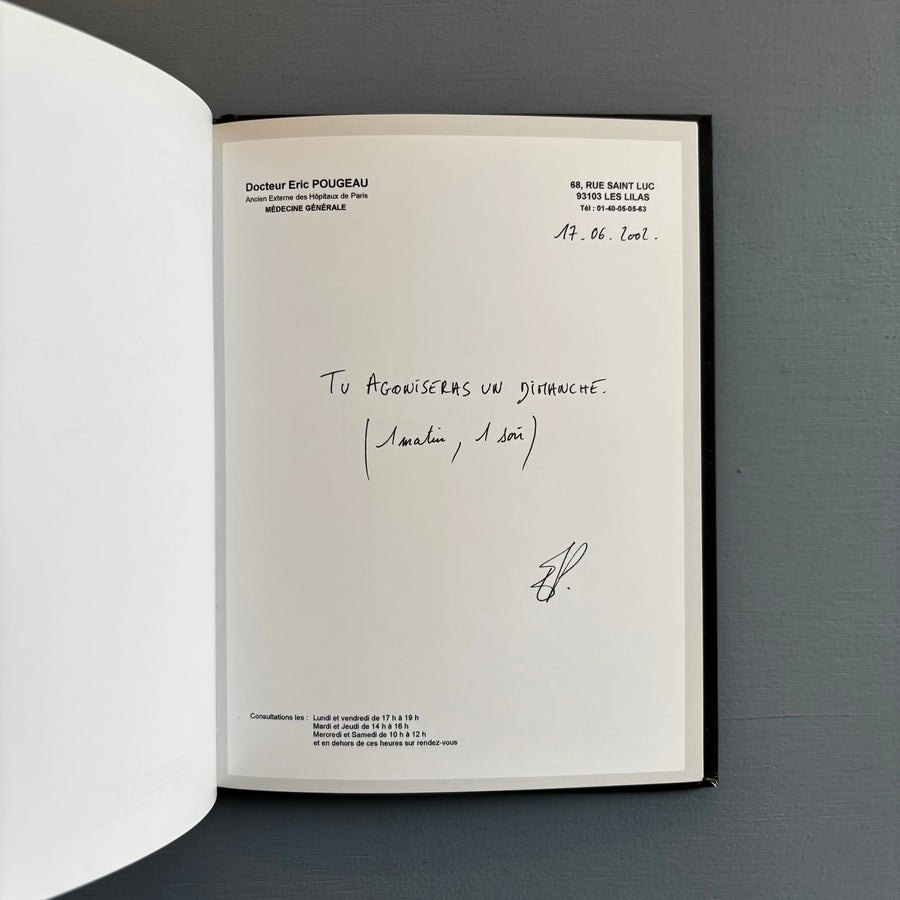 Docteur Eric POUGEAU
Ancien Externe des Hôpitaux de Paris
MÉDECINE GÉNÉRALE
68, RUE SAINT LUC
93103 LES LILAS
Tél : 01-40-05-05-63
17.06.2002.
TU AGONISERAS UN DIMANCHE.
(1 matin, 1 soir)
EP.
Consultations les : Lundi et vendredi de 17 h à 19 h
Mardi et Jeudi de 14 h à 16 h
Mercredi et Samedi de 10 h à 12 h
et en dehors de ces heures sur rendez-vous